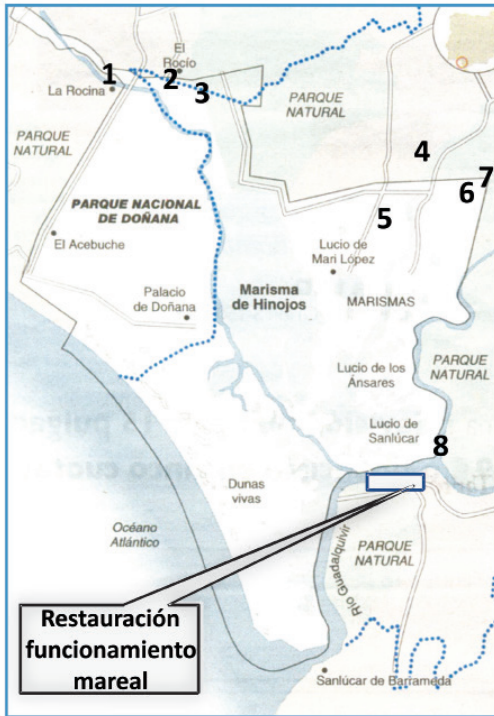 El
Rocío
1
2
3
La Rocina
PARQUE
NATURAL
PARQUE
NATURAL
4
7
6
PARQUE NACIONAL
DE DOÑANA
5
El Acebuche
Lucio de
Mari López
Marisma
de Hinojos
MARISMAS
Palacio
de Doñana
PARQUE
NATURAL
Lucio de los
Ánsares
Lucio de
Sanlúcar
8
Dunas
vivas
Océano
Atlántico
Río Guadalquivir
PARQUE
NATURAL
Restauración
funcionamiento
mareal
Sanlúcar de Barrameda